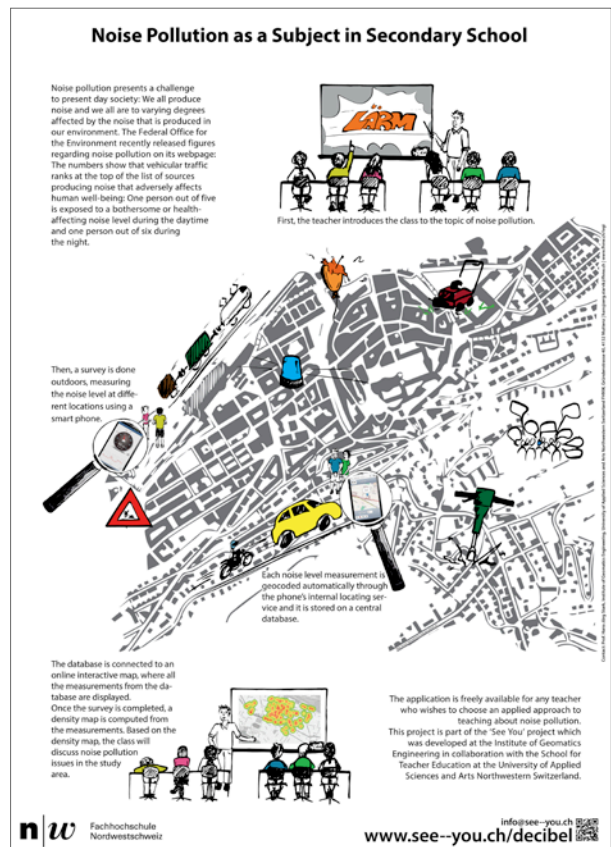 Noise Pollution as a Subject in Secondary School
Noise pollution presents a challenge
to present day society: We all produce
noise and we all are to varying degrees
affected by the noise that is produced in
our environment. The Federal Office for
the Environment recently released figures
regarding noise pollution on its webpage:
The numbers show that vehicular traffic
ranks at the top of the list of sources
producing noise that adversely affects
human well-being: One person out of five
is exposed to a bothersome or health-
affecting noise level during the daytime
and one person out of six during
the night.
LÄRM
First, the teacher introduces the class to the topic of noise pollution.
Then, a survey is done
outdoors, measuring
the noise level at diffe-
rent locations using a
smart phone.
Each noise level measurement is
geocoded automatically through
the phone's internal locating ser-
vice and it is stored on a central
database.
The database is connected to an
online interactive map, where all
the measurements from the da-
tabase are displayed.
Once the survey is completed, a
density map is computed from
the measurements. Based on the
density map, the class will
discuss noise pollution
issues in the study
area.
The application is freely available for any teacher
who wishes to choose an applied approach to
teaching about noise pollution.
This project is part of the 'See You' project which
was developed at the Institute of Geomatics
Engineering in collaboration with the School for
Teacher Education at the University of Applied
Sciences and Arts Northwestern Switzerland.
n|w
Fachhochschule
Nordwestschweiz
info@see--you.ch
www.see--you.ch/decibel